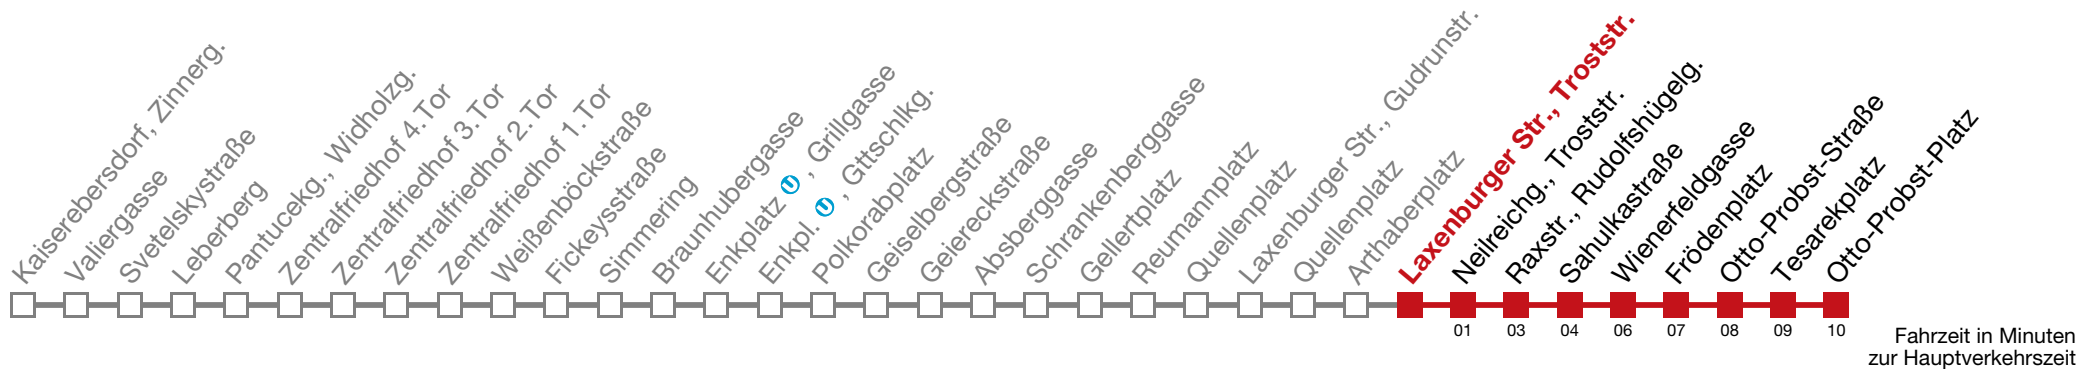 Kaiserebersdorf, Zinnerg.
Valiergasse
Svetelskystraße
Leberberg
Pantucekg., Widholzg.
Zentralfriedhof 4.Tor
Zentralfriedhof 3.Tor
Zentralfriedhof 2.Tor
Zentralfriedhof 1.Tor
Weißenböckstraße
Fickeysstraße
Simmering
Braunhubergasse
Enkplatz U, Grillgasse
Enkpl. U, Gttschlkg.
Polkorabplatz
Geiselbergstraße
Geiereckstraße
Absberggasse
Schrankenberggasse
Gellertplatz
Reumannplatz
Quellenplatz
Laxenburger Str., Gudrunstr.
Quellenplatz
Arthaberplatz
Laxenburger Str., Troststr.
Neilreichg., Troststr.
Raxstr., Rudolfshügelg.
Sahulkastraße
Wienerfeldgasse
Frödenplatz
Otto-Probst-Straße
Tesarekplatz
Otto-Probst-Platz
01 03 04 06 07 08 09 10
Fahrzeit in Minuten
zur Hauptverkehrszeit